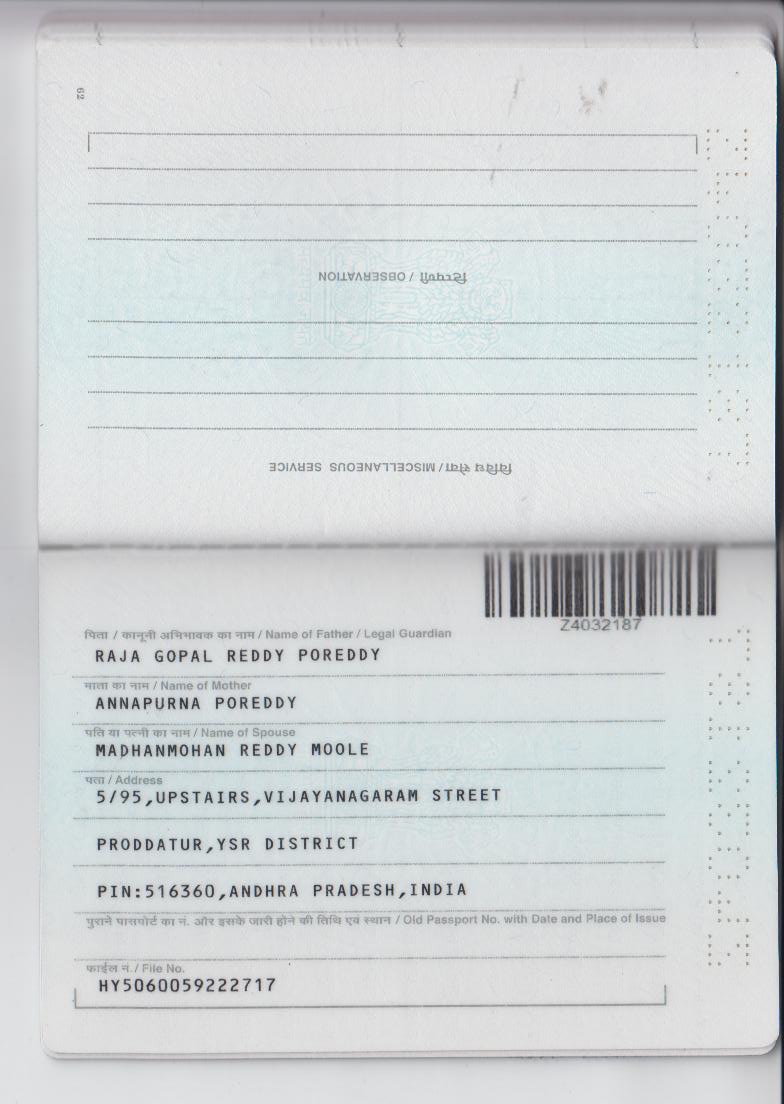 62
टिप्पणी / OBSERVATION
विविध सेवा / MISCELLANEOUS SERVICE
Z4032187
पिता / कानूनी अभिभावक का नाम / Name of Father / Legal Guardian
RAJA GOPAL REDDY POREDDY
माता का नाम / Name of Mother
ANNAPURNA POREDDY
पति या पत्नी का नाम / Name of Spouse
MADHANMOHAN REDDY MOOLE
पता / Address
5/95,UPSTAIRS,VIJAYANAGARAM STREET
PRODDATUR,YSR DISTRICT
PIN:516360,ANDHRA PRADESH,INDIA
पुराने पासपोर्ट का नं. और इसके जारी होने की तिथि एवं स्थान / Old Passport No. with Date and Place of Issue
फाईल नं./ File No.
HY5060059222717